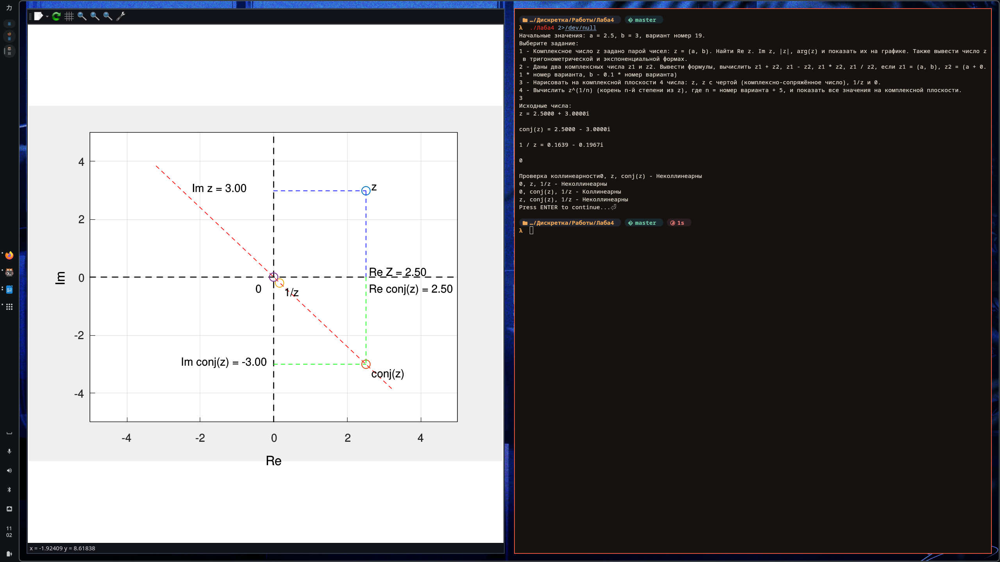 力
4
2
0
-2
-4
-4
-2
0
2
4
Im
Re
Im z = 3.00
z
Re Z = 2.50
0
1/z
Re conj(z) = 2.50
Im conj(z) = -3.00
conj(z)
x = -1.92409 y = 8.61838
11
02
…/Дискретка/Работы/Лаба4 master
λ ./Лаба4 2>/dev/null
Начальные значения: a = 2.5, b = 3, вариант номер 19.
Выберите задание:
1 - Комплексное число z задано парой чисел: z = (a, b). Найти Re z. Im z, |z|, arg(z) и показать их на графике. Также вывести число z
в тригонометрической и экспоненциальной формах.
2 - Даны два комплексных числа z1 и z2. Вывести формулы, вычислить z1 + z2, z1 - z2, z1 * z2, z1 / z2, если z1 = (a, b), z2 = (a + 0.
1 * номер варианта, b - 0.1 * номер варианта)
3 - Нарисовать на комплексной плоскости 4 числа: z, z с чертой (комплексно-сопряжённое число), 1/z и 0.
4 - Вычислить z^(1/n) (корень n-й степени из z), где n = номер варианта + 5, и показать все значения на комплексной плоскости.
3
Исходные числа:
z = 2.5000 + 3.0000i
conj(z) = 2.5000 - 3.0000i
1 / z = 0.1639 - 0.1967i
0
Проверка коллинеарности0, z, conj(z) - Неколлинеарны
0, z, 1/z - Неколлинеарны
0, conj(z), 1/z - Коллинеарны
z, conj(z), 1/z - Неколлинеарны
Press ENTER to continue...⏎
…/Дискретка/Работы/Лаба4 master 1s
λ